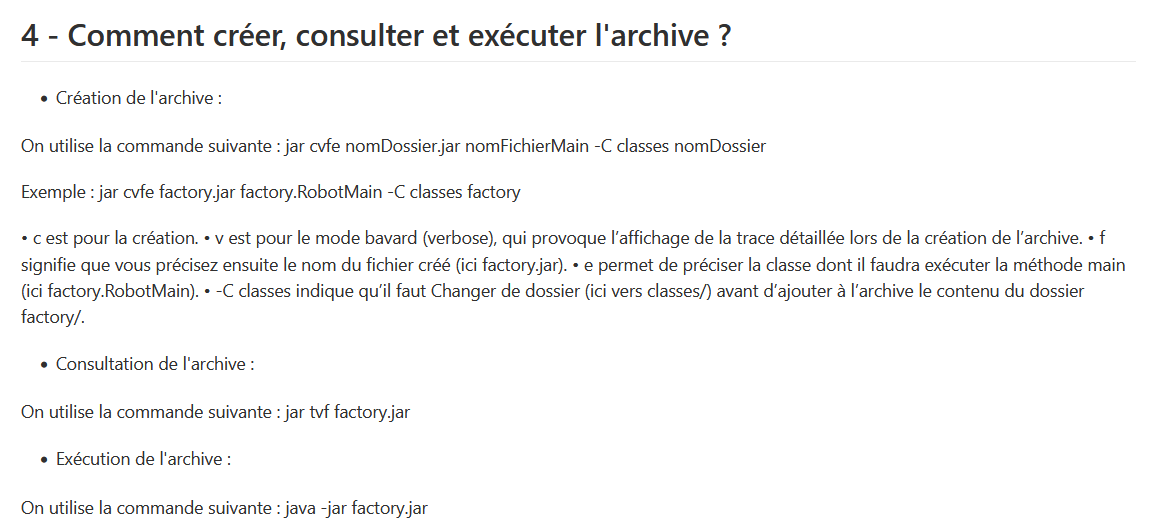 4 - Comment créer, consulter et exécuter l'archive ?
• Création de l'archive :
On utilise la commande suivante : jar cvfe nomDossier.jar nomFichierMain -C classes nomDossier
Exemple : jar cvfe factory.jar factory.RobotMain -C classes factory
• c est pour la création. • v est pour le mode bavard (verbose), qui provoque l’affichage de la trace détaillée lors de la création de l’archive. • f
signifie que vous précisez ensuite le nom du fichier créé (ici factory.jar). • e permet de préciser la classe dont il faudra exécuter la méthode main
(ici factory.RobotMain). • -C classes indique qu’il faut Changer de dossier (ici vers classes/) avant d’ajouter à l’archive le contenu du dossier
factory/.
• Consultation de l'archive :
On utilise la commande suivante : jar tvf factory.jar
• Exécution de l'archive :
On utilise la commande suivante : java -jar factory.jar